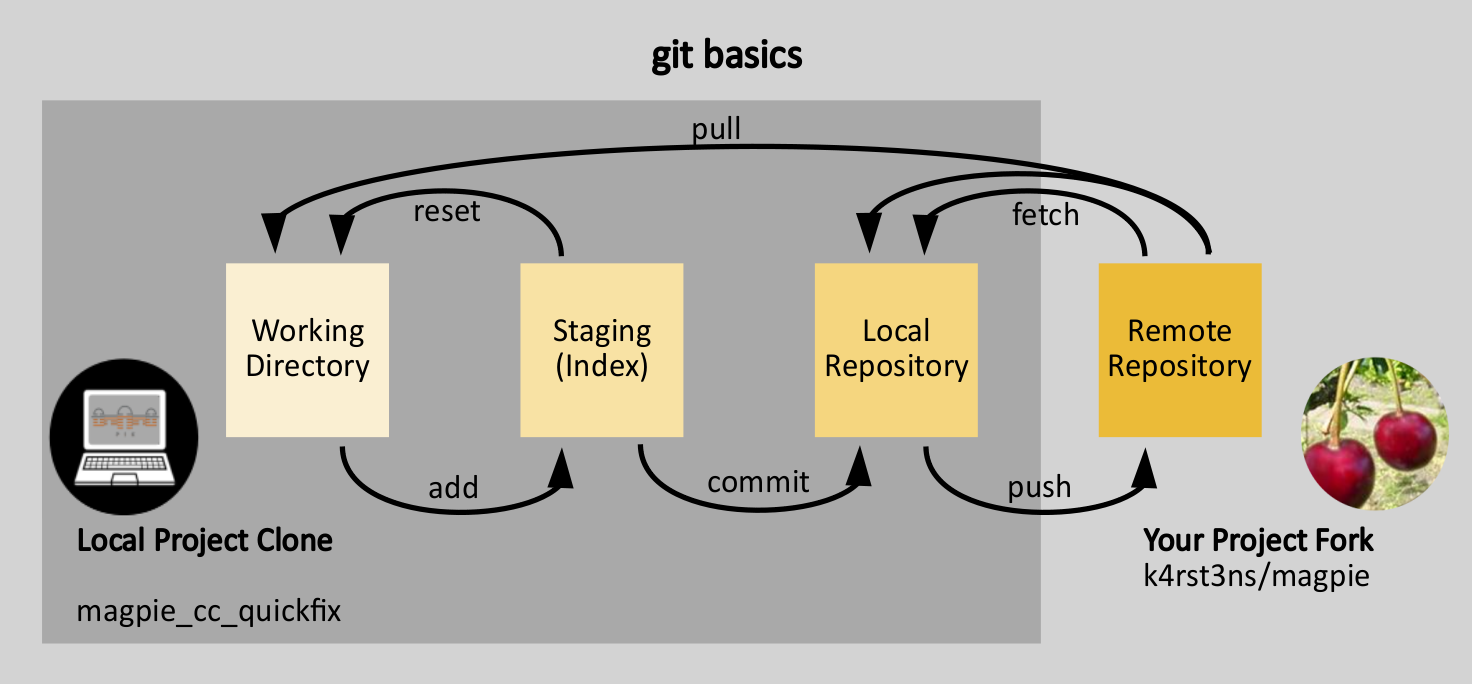 git basics
pull
reset
fetch
Working
Directory
Staging
(Index)
Local
Repository
Remote
Repository
add
commit
push
Local Project Clone
magpie_cc_quickfix
Your Project Fork
k4rst3ns/magpie